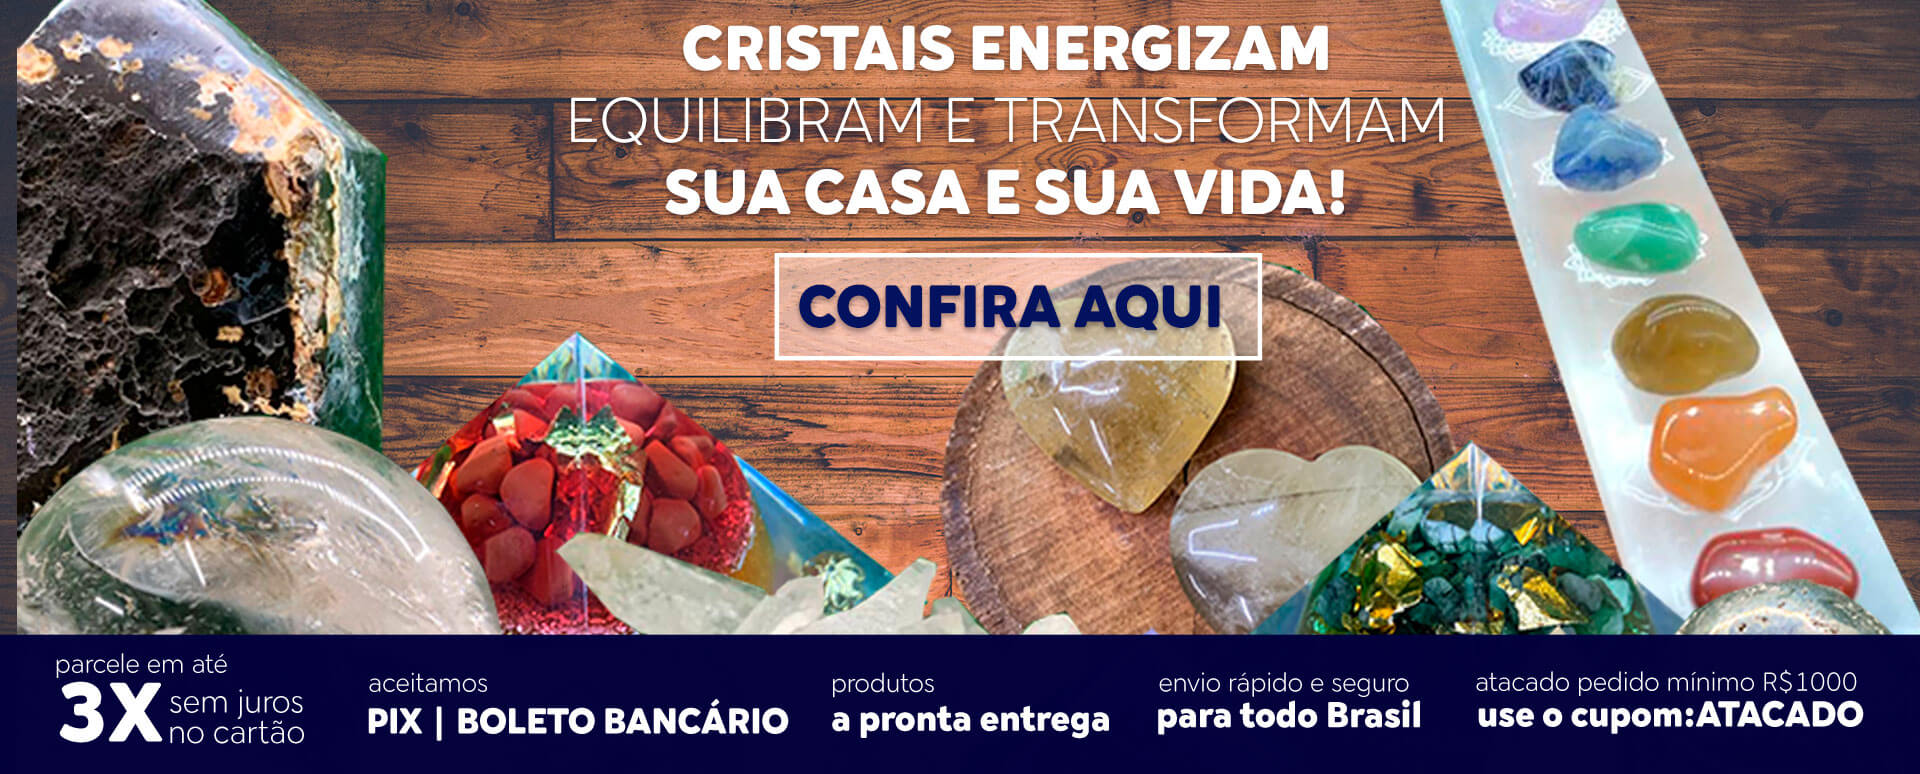 CRISTAIS ENERGIZAM
EQUILIBRAM E TRANSFORMAM
SUA CASA E SUA VIDA!
CONFIRA AQUI
parcele em até
3X sem juros
no cartão
aceitamos
PIX | BOLETO BANCÁRIO
produtos
a pronta entrega
envio rápido e seguro
para todo Brasil
atacado pedido mínimo R$1000
use o cupom:ATACADO